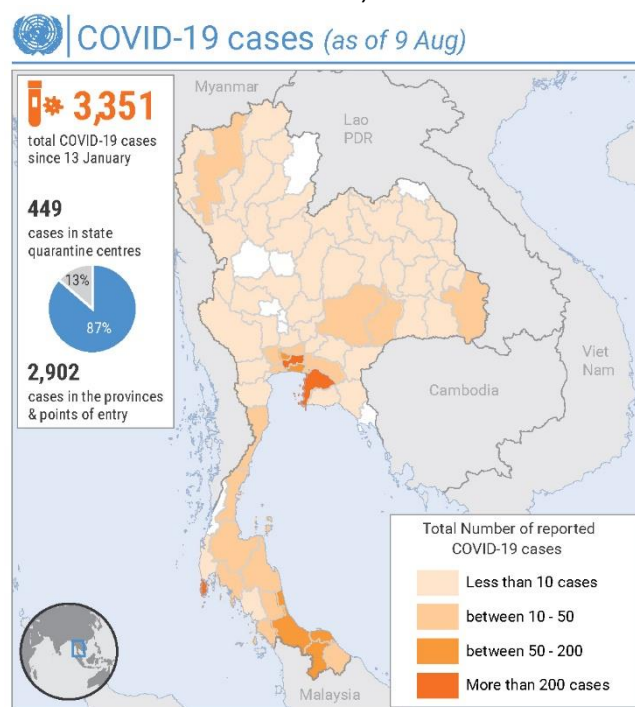 COVID-19 cases (as of 9 Aug)
3,351
total COVID-19 cases
since 13 January
449
cases in state
quarantine centres
13%
87%
2,902
cases in the provinces
& points of entry
Myanmar
Lao
PDR
Viet
Nam
Cambodia
Malaysia
Total Number of reported
COVID-19 cases
Less than 10 cases
between 10 - 50
between 50 - 200
More than 200 cases